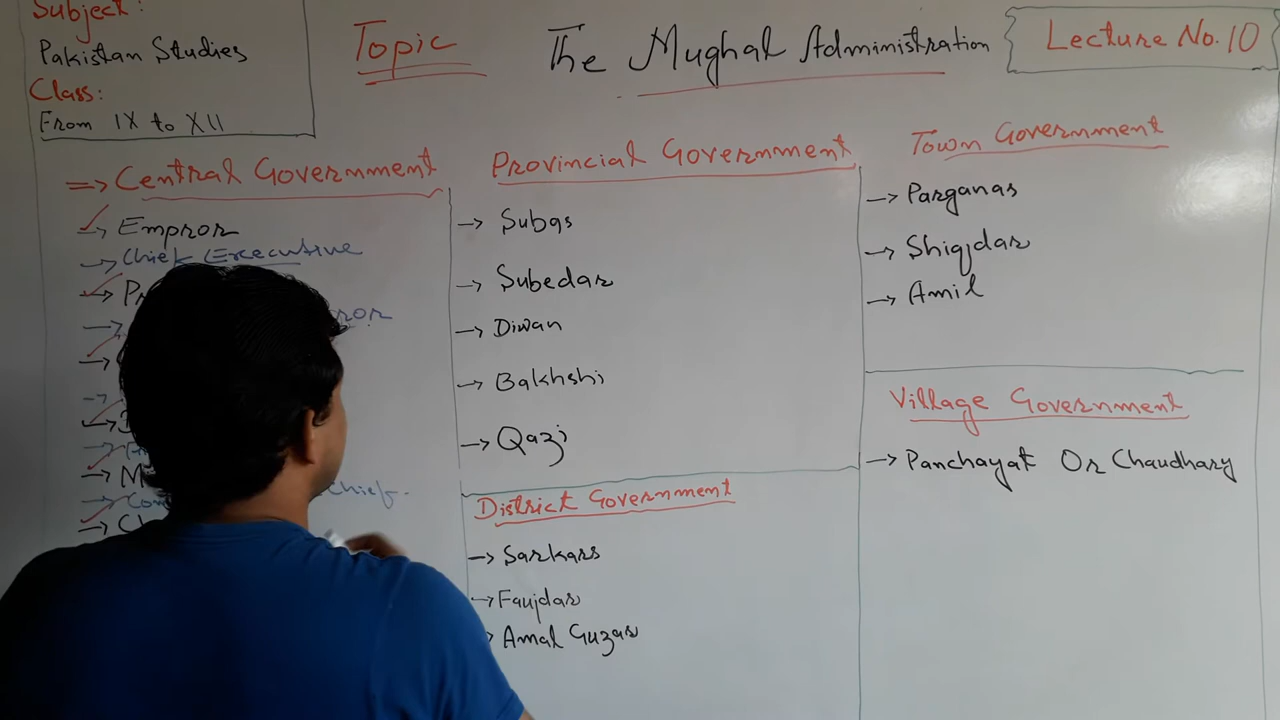 Subject:
Pakistan Studies
Class:
From IX to XII
Topic
The Mughal Administration
Lecture No. 10
=> Central Government
→ Empror
→ Chief Executive
→
→
→
→
→
→
→ Chief.
→
Provincial Government
→ Subas
→ Subedar
→ Diwan
→ Bakhshi
→ Qazi
District Government
→ Sarkars
→ Faujdar
Amal Guzar
Town Government
→ Parganas
→ Shiqjdar
→ Amil
Village Government
→ Panchayat Or Chaudhary